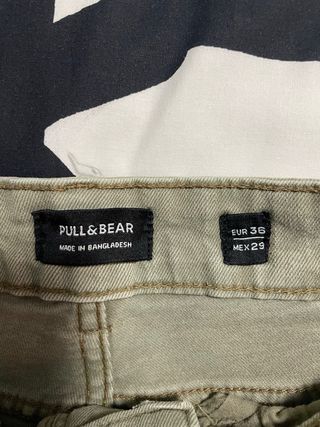 PULL&BEAR
MADE IN BANGLADESH
EUR 36
MEX 29